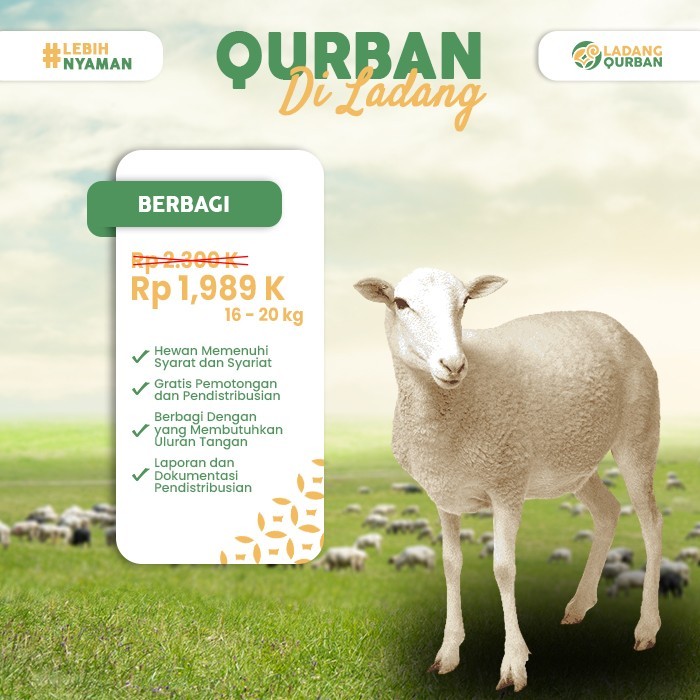 #LEBIH
NYAMAN
QURBAN
Di Ladang
LADANG
QURBAN
BERBAGI
Rp 2.300 K
Rp 1,989 K
16 - 20 kg
Hewan Memenuhi
Syarat dan Syariat
Gratis Pemotongan
dan Pendistribusian
Berbagi Dengan
yang Membutuhkan
Uluran Tangan
Laporan dan
Dokumentasi
Pendistribusian